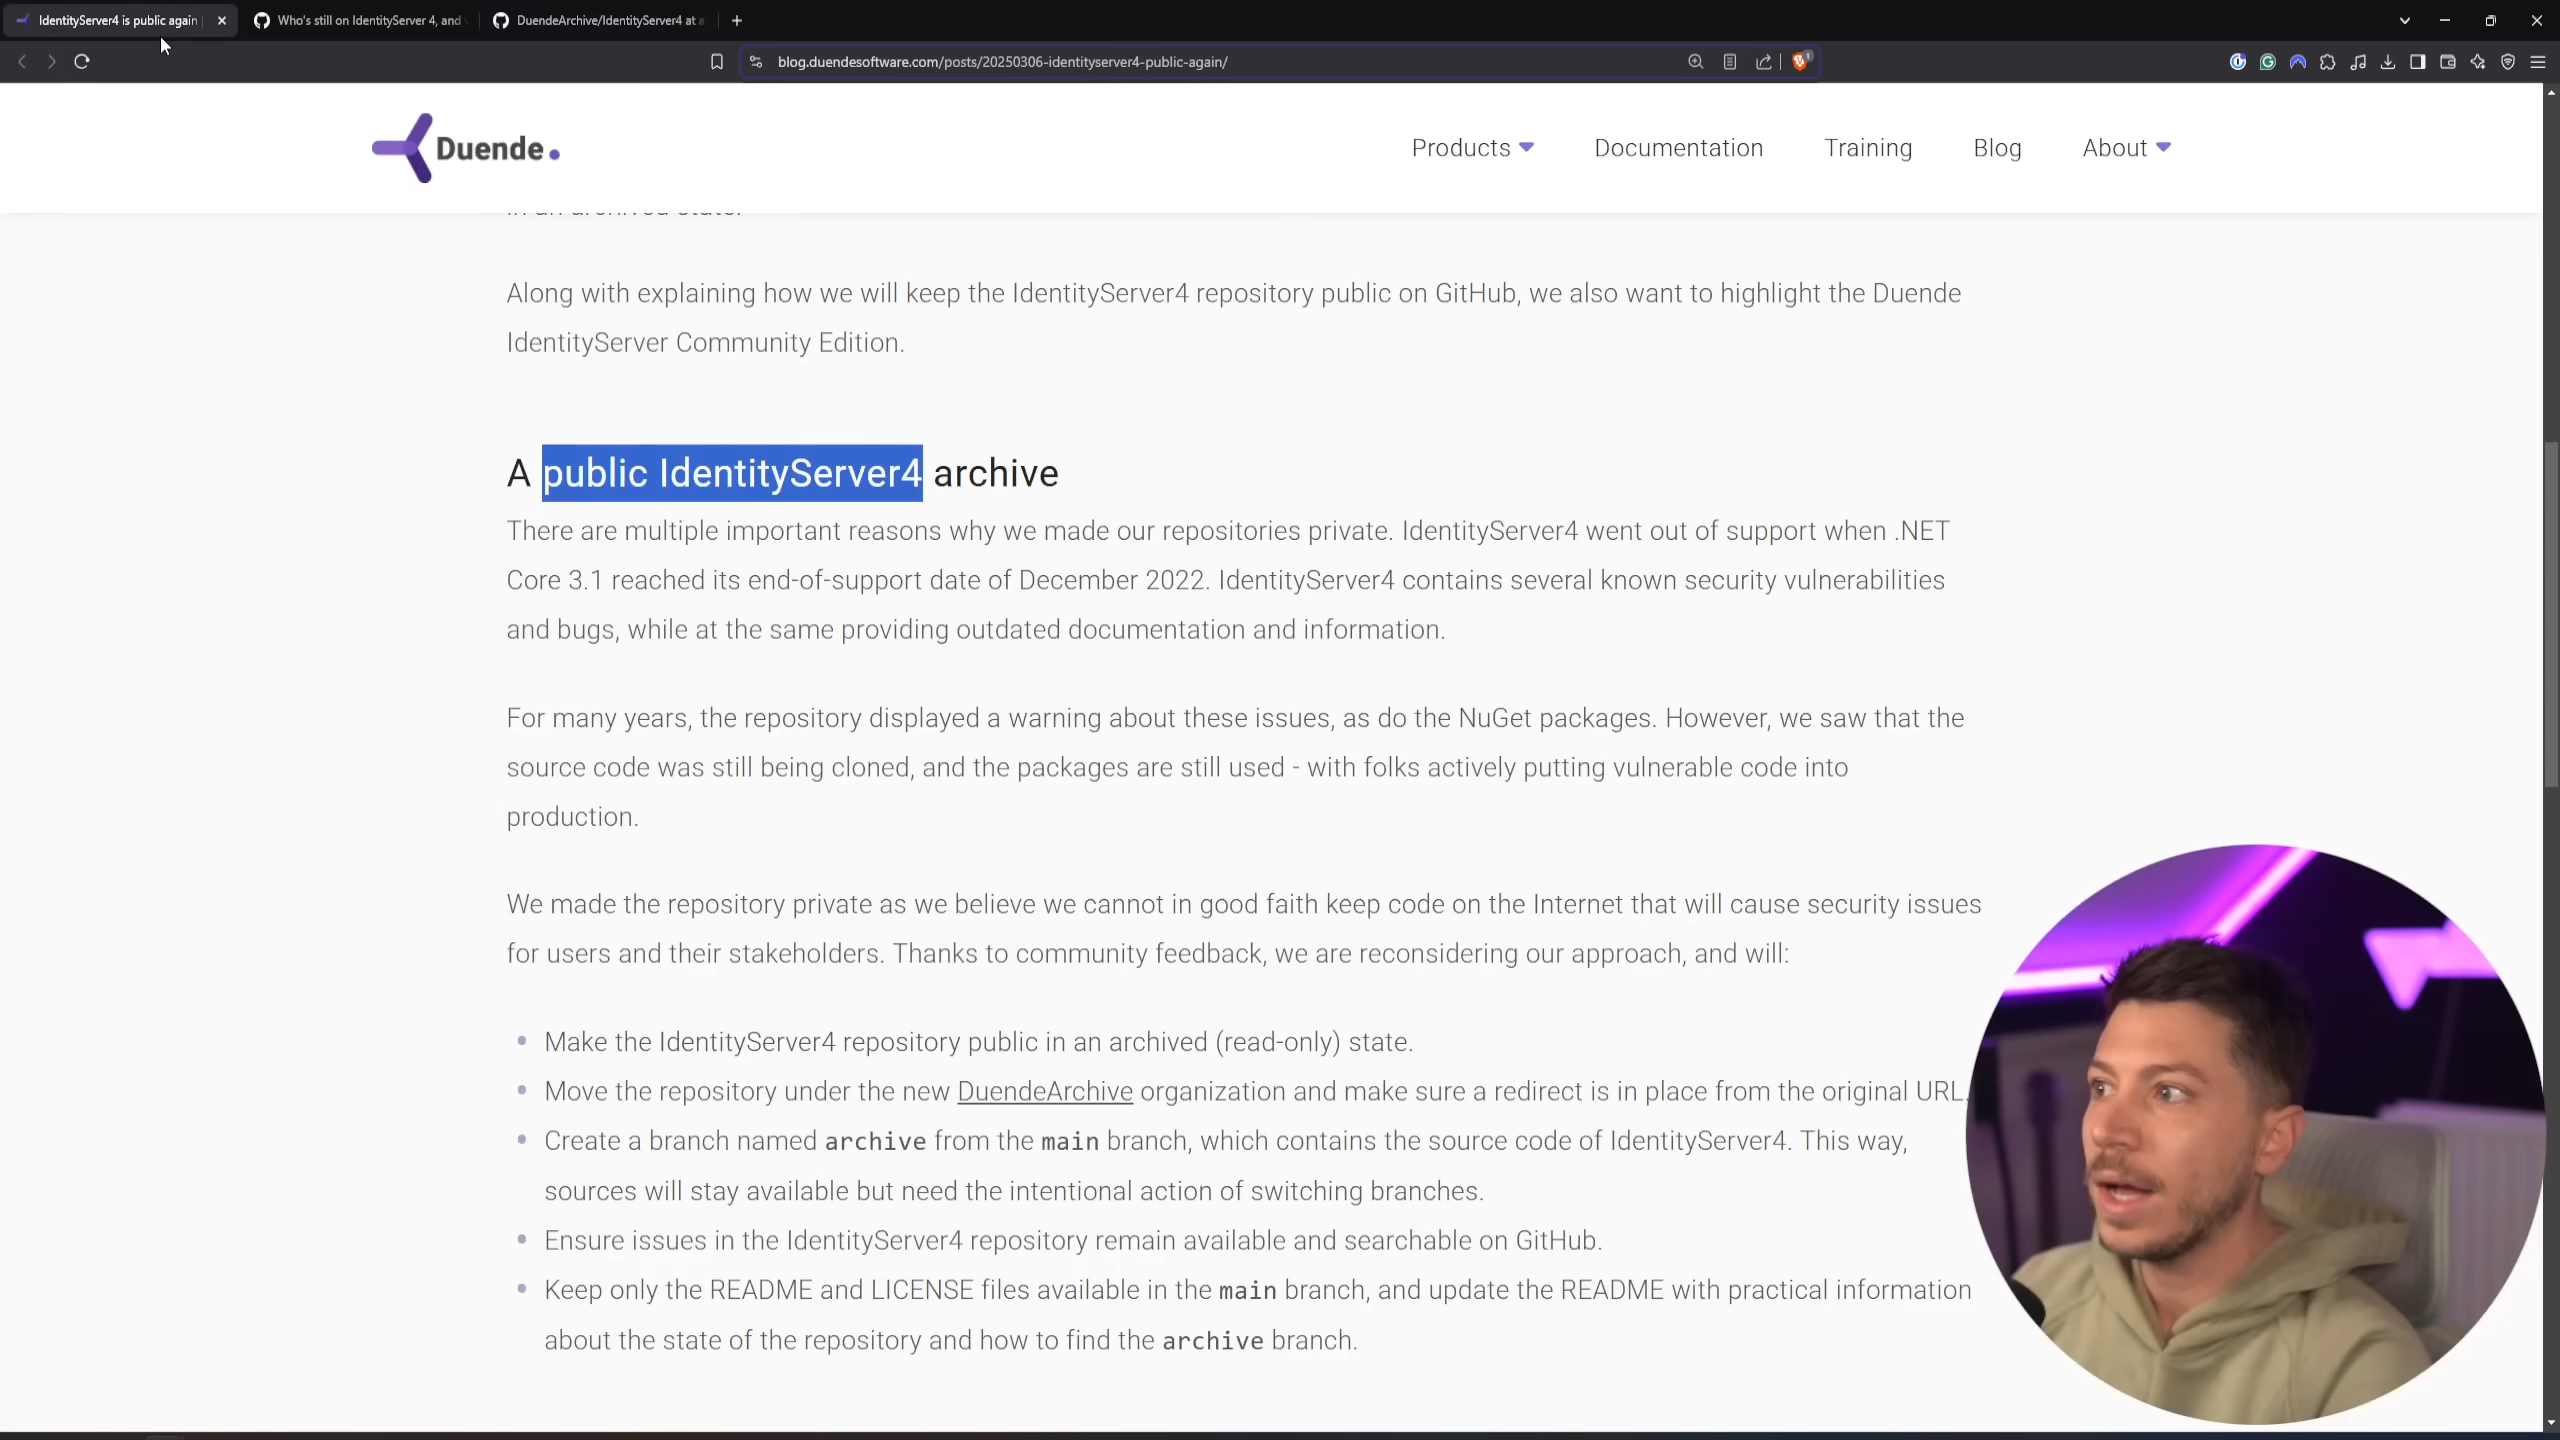 IdentityServer4 is public again
Who's still on IdentityServer 4, and
DuendeArchive/IdentityServer4 at
blog.duendesoftware.com/posts/20250306-identityserver4-public-again/
1
Duende.
Products
Documentation
Training
Blog
About
in an archived state.
Along with explaining how we will keep the IdentityServer4 repository public on GitHub, we also want to highlight the Duende
IdentityServer Community Edition.
A public IdentityServer4 archive
There are multiple important reasons why we made our repositories private. IdentityServer4 went out of support when .NET
Core 3.1 reached its end-of-support date of December 2022. IdentityServer4 contains several known security vulnerabilities
and bugs, while at the same providing outdated documentation and information.
For many years, the repository displayed a warning about these issues, as do the NuGet packages. However, we saw that the
source code was still being cloned, and the packages are still used - with folks actively putting vulnerable code into
production.
We made the repository private as we believe we cannot in good faith keep code on the Internet that will cause security issues
for users and their stakeholders. Thanks to community feedback, we are reconsidering our approach, and will:
Make the IdentityServer4 repository public in an archived (read-only) state.
Move the repository under the new DuendeArchive organization and make sure a redirect is in place from the original URL.
Create a branch named archive from the main branch, which contains the source code of IdentityServer4. This way,
sources will stay available but need the intentional action of switching branches.
Ensure issues in the IdentityServer4 repository remain available and searchable on GitHub.
Keep only the README and LICENSE files available in the main branch, and update the README with practical information
about the state of the repository and how to find the archive branch.